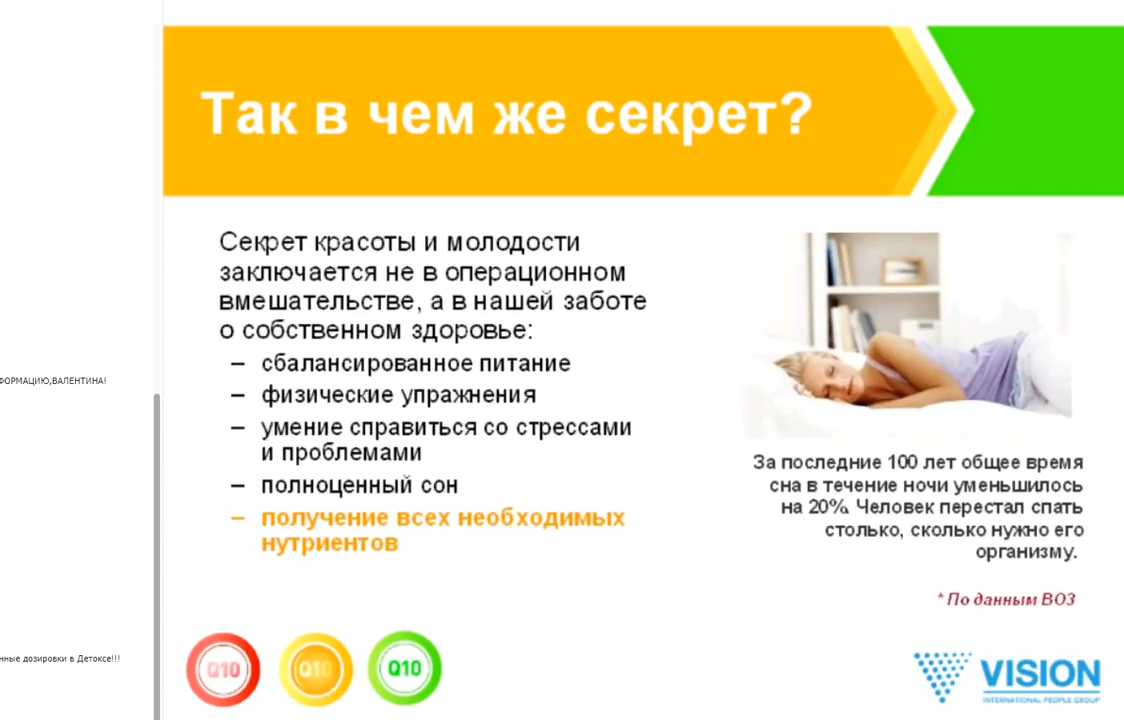 Так в чем же секрет?
Секрет красоты и молодости
заключается не в операционном
вмешательстве, а в нашей заботе
о собственном здоровье:
– сбалансированное питание
– физические упражнения
– умение справиться со стрессами
и проблемами
– полноценный сон
– получение всех необходимых
нутриентов
За последние 100 лет общее время
сна в течение ночи уменьшилось
на 20%. Человек перестал спать
столько, сколько нужно его
организму.
* По данным ВОЗ
ФОРМАЦИЮ,ВАЛЕНТИНА!
нные дозировки в Детоксе!!!
Q10
Q10
Q10
VISION
INTERNATIONAL PEOPLE GROUP